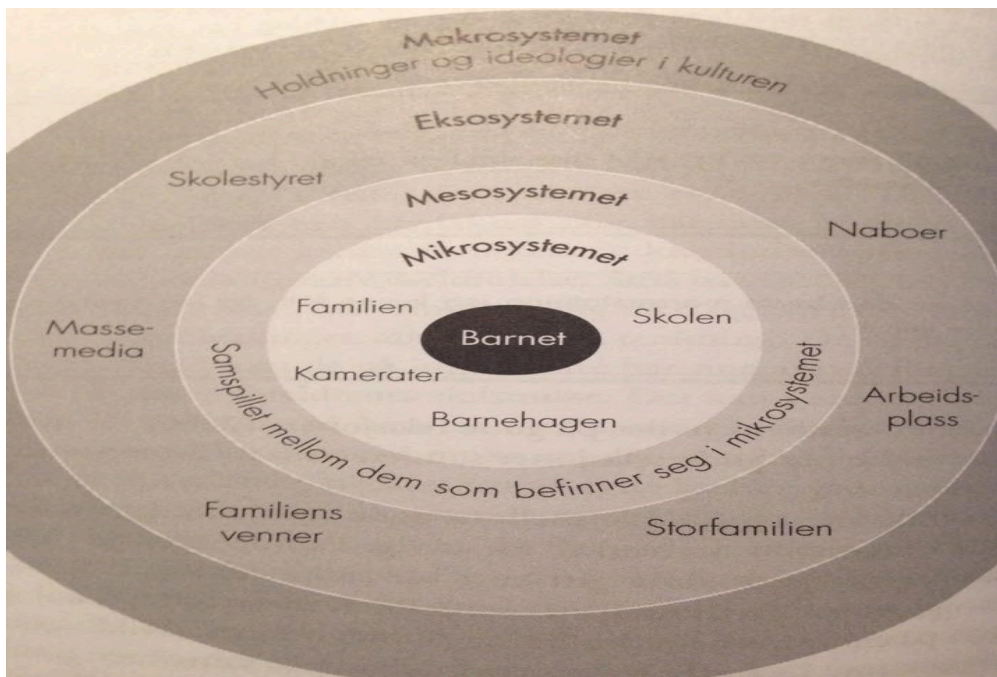 Makrosystemet
Holdninger og ideologier i kulturen
Eksosystemet
Skolestyret
Mesosystemet
Naboer
Mikrosystemet
Familien
Skolen
Barnet
Masse-
media
Kamerater
Arbeids-
plass
Barnehagen
Samspillet mellom dem som befinner seg i mikrosystemet
Familiens
venner
Storfamilien